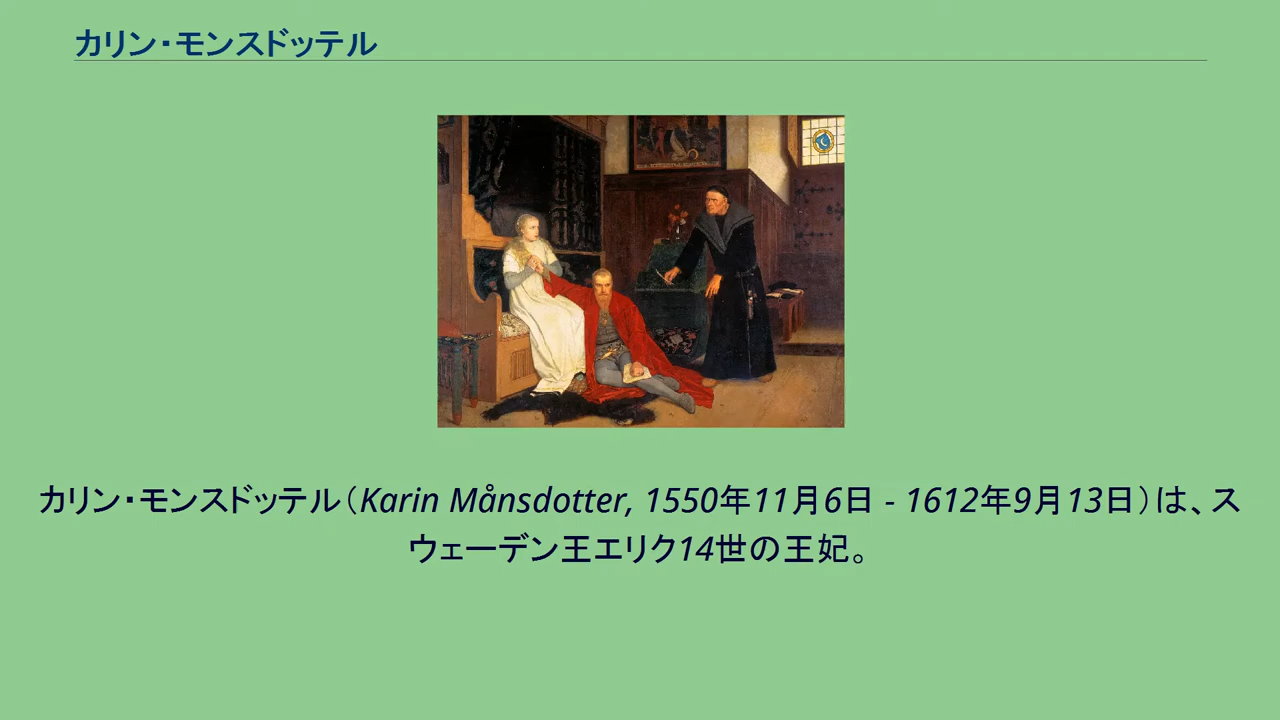 カリン・モンスドッテル
カリン・モンスドッテル（Karin Månsdotter, 1550年11月6日 - 1612年9月13日）は、ス
ウェーデン王エリク14世の王妃。